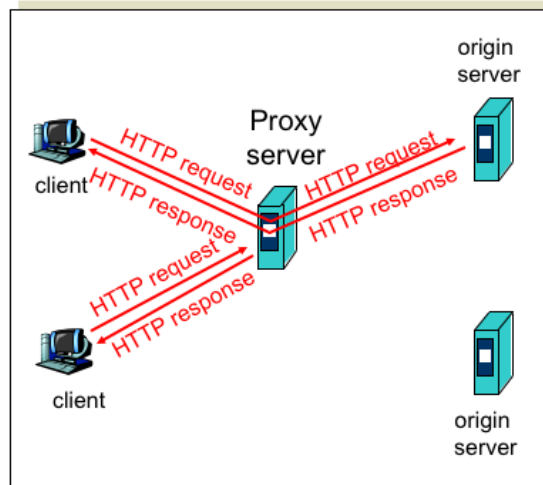 origin
server
Proxy
server
HTTP request
HTTP request
client
HTTP response
HTTP response
HTTP request
HTTP response
client
origin
server